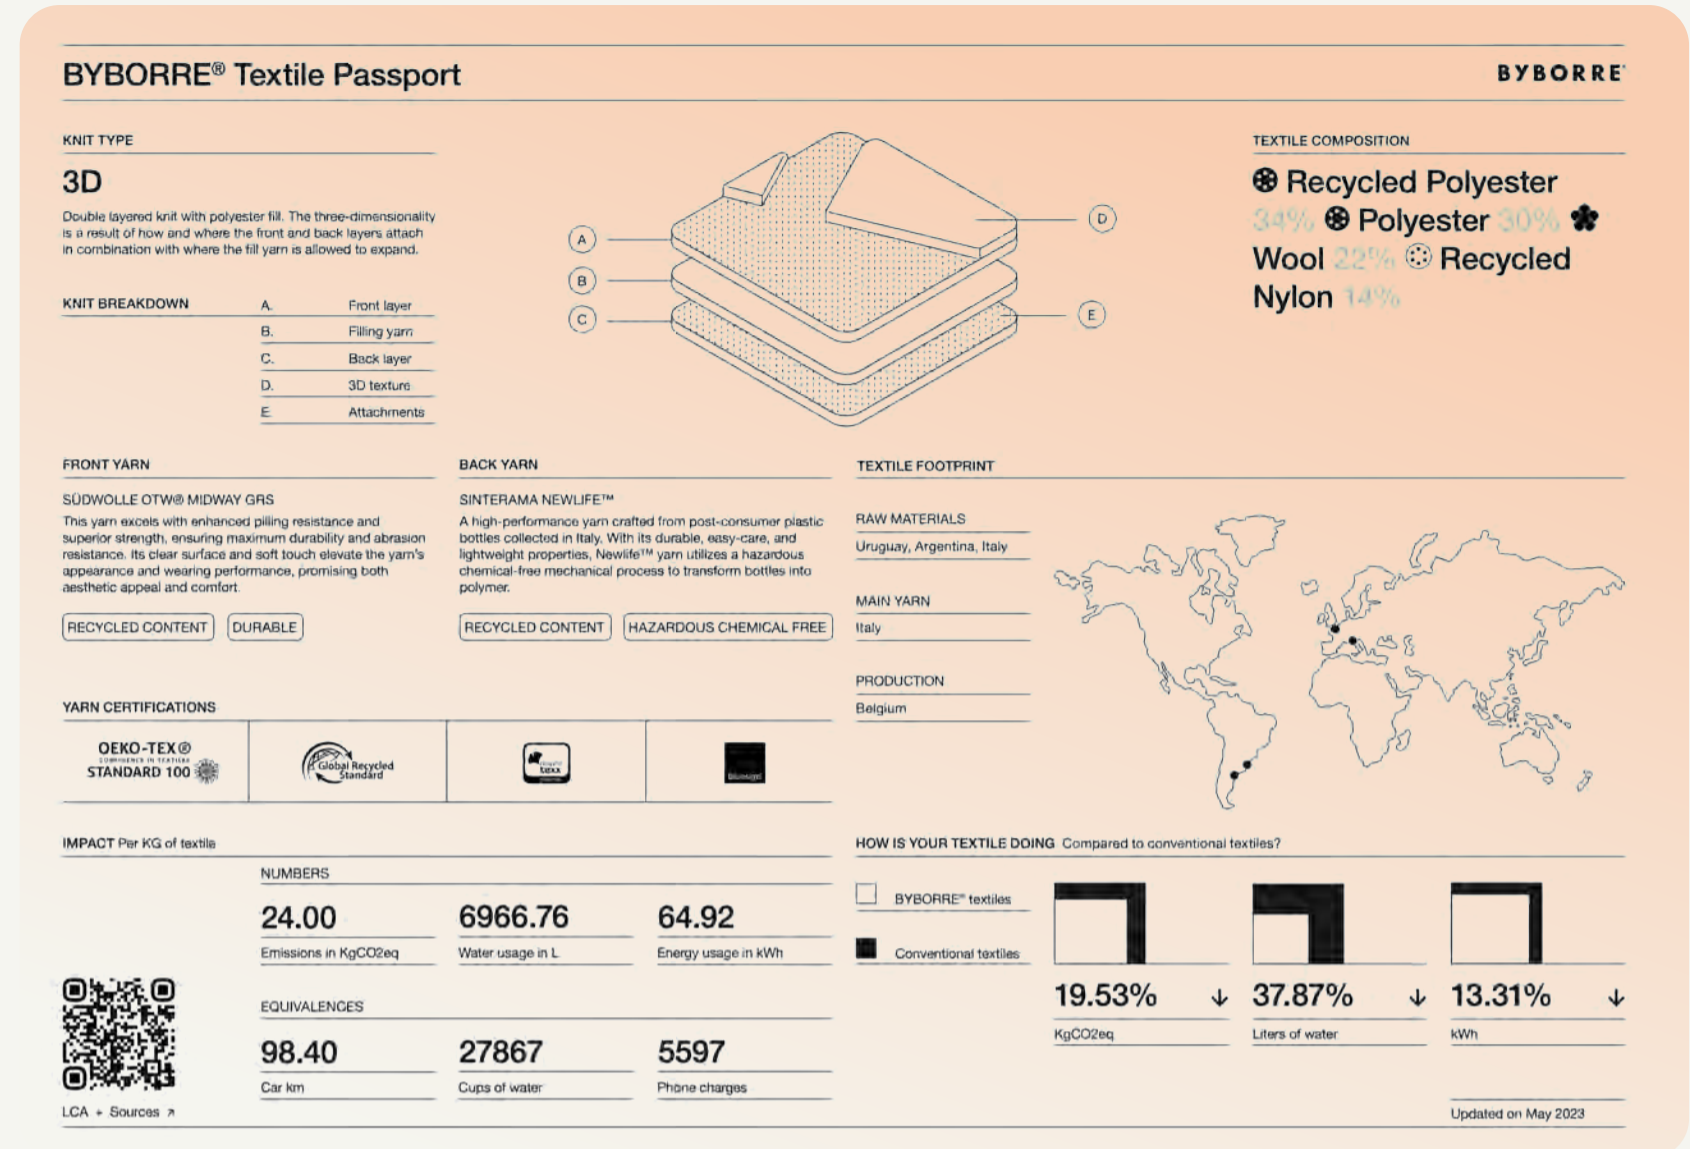 BYBORRE® Textile Passport
BYBORRE
KNIT TYPE
3D
Double layered knit with polyester fill. The three-dimensionality
is a result of how and where the front and back layers attach
in combination with where the fill yarn is allowed to expand.
KNIT BREAKDOWN
A. Front layer
B. Filling yarn
C. Back layer
D. 3D texture
E Attachments
A
B
C
D
E
TEXTILE COMPOSITION
Recycled Polyester
34% Polyester 30%
Wool 22% Recycled
Nylon 14%
FRONT YARN
SÜDWOLLE OTW® MIDWAY GRS
This yarn excels with enhanced pilling resistance and
superior strength, ensuring maximum durability and abrasion
resistance. Its clear surface and soft touch elevate the yarn's
appearance and wearing performance, promising both
aesthetic appeal and comfort.
RECYCLED CONTENT
DURABLE
BACK YARN
SINTERAMA NEWLIFE™
A high-performance yarn crafted from post-consumer plastic
bottles collected in Italy. With its durable, easy-care, and
lightweight properties, Newlife™ yarn utilizes a hazardous
chemical-free mechanical process to transform bottles into
polymer.
RECYCLED CONTENT
HAZARDOUS CHEMICAL FREE
TEXTILE FOOTPRINT
RAW MATERIALS
Uruguay, Argentina, Italy
MAIN YARN
Italy
PRODUCTION
Belgium
YARN CERTIFICATIONS
OEKO-TEX®
CONFIDENCE IN TEXTILES
STANDARD 100
Global Recycled
Standard
texx
bluesign
IMPACT Per KG of textile
NUMBERS
24.00
Emissions in KgCO2eq
6966.76
Water usage in L
64.92
Energy usage in kWh
EQUIVALENCES
98.40
Car km
27867
Cups of water
5597
Phone charges
LCA + Sources ↗
HOW IS YOUR TEXTILE DOING Compared to conventional textiles?
BYBORRE® textiles
Conventional textiles
19.53% ↓
KgCO2eq
37.87% ↓
Liters of water
13.31% ↓
kWh
Updated on May 2023